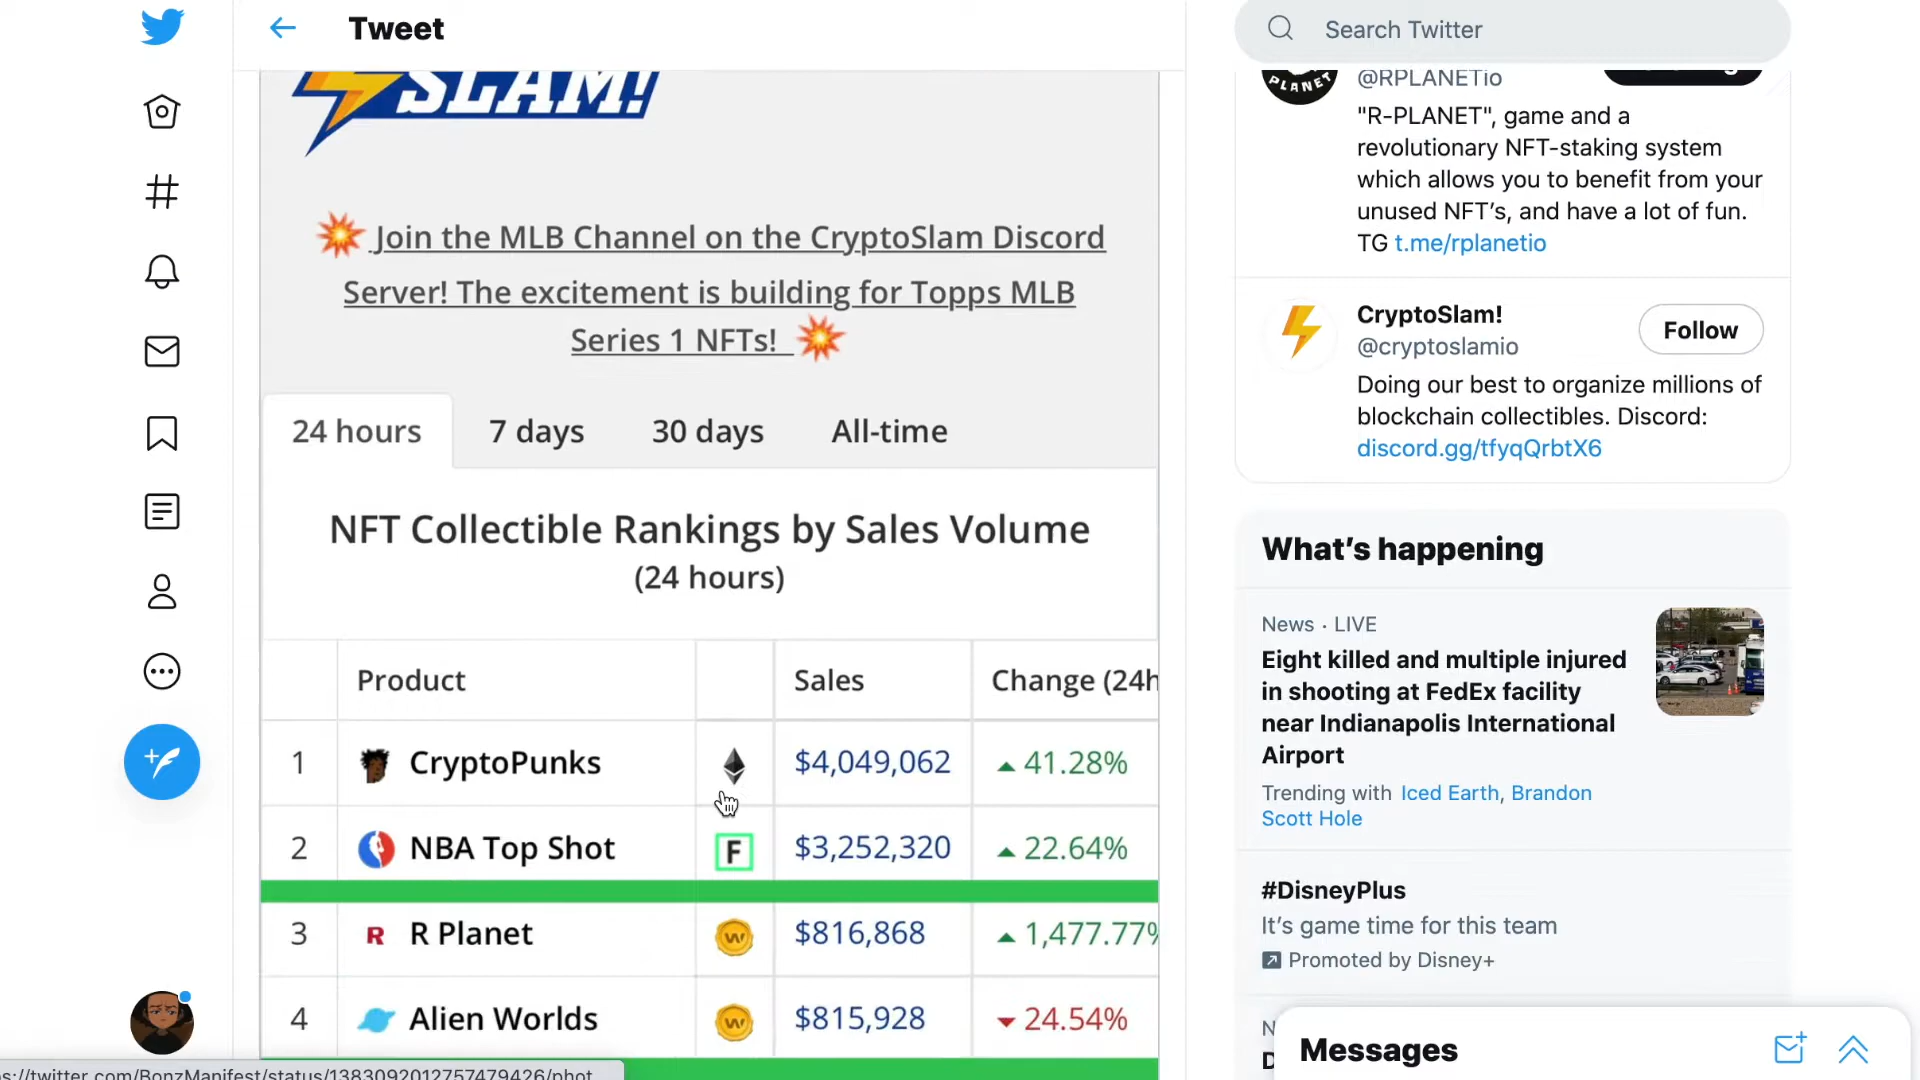 Tweet
SLAM!
Join the MLB Channel on the CryptoSlam Discord
Server! The excitement is building for Topps MLB
Series 1 NFTs!
24 hours
7 days
30 days
All-time
NFT Collectible Rankings by Sales Volume
(24 hours)
Product Sales Change (24h
1 CryptoPunks $4,049,062 41.28%
2 NBA Top Shot F $3,252,320 22.64%
3 R R Planet W $816,868 1,477.77%
4 Alien Worlds W $815,928 24.54%
s://twitter.com/BonzManifest/status/1383092012757479426/phot
Search Twitter
PLANET
@RPLANETio
"R-PLANET", game and a
revolutionary NFT-staking system
which allows you to benefit from your
unused NFT’s, and have a lot of fun.
TG t.me/rplanetio
CryptoSlam!
@cryptoslamio
Follow
Doing our best to organize millions of
blockchain collectibles. Discord:
discord.gg/tfyqQrbtX6
What’s happening
News · LIVE
Eight killed and multiple injured
in shooting at FedEx facility
near Indianapolis International
Airport
Trending with Iced Earth, Brandon
Scott Hole
#DisneyPlus
It’s game time for this team
Promoted by Disney+
Messages